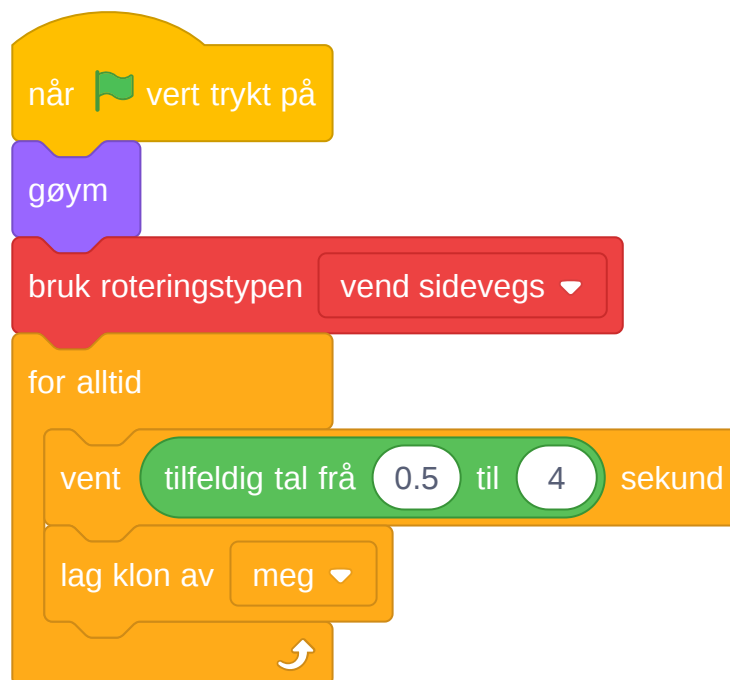 når vert trykt på
gøym
bruk roteringstypen vend sidevegs
for alltid
vent tilfeldig tal frå 0.5 til 4 sekund
lag klon av meg